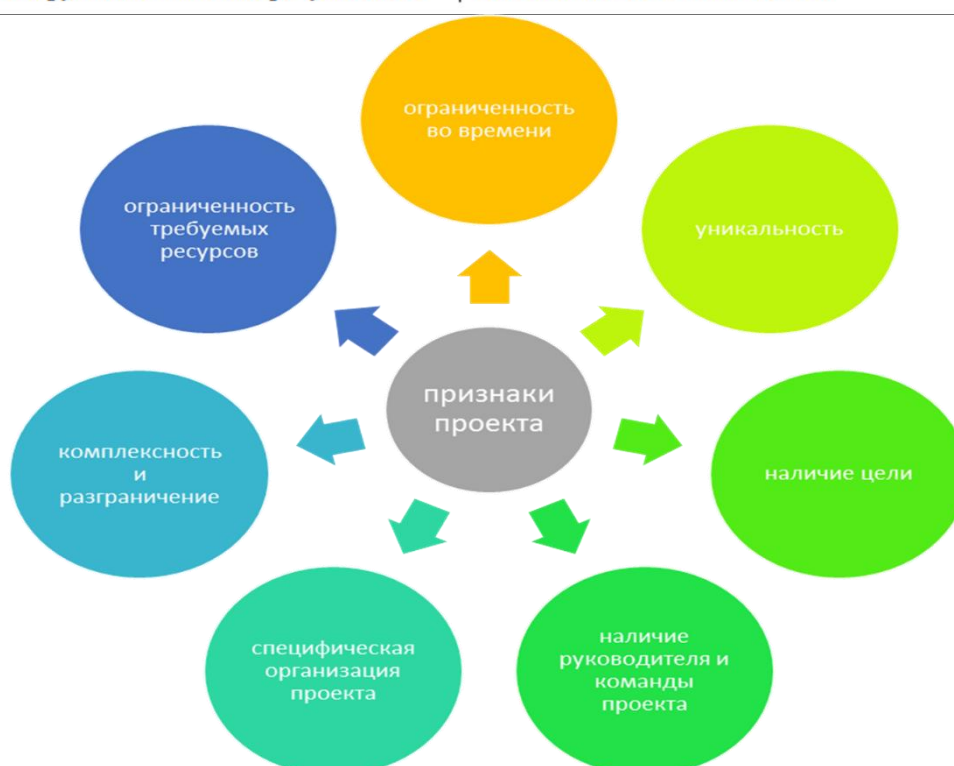 ограниченность
во времени
уникальность
наличие цели
наличие
руководителя и
команды
проекта
специфическая
организация
проекта
комплексность
и
разграничение
ограниченность
требуемых
ресурсов
признаки
проекта